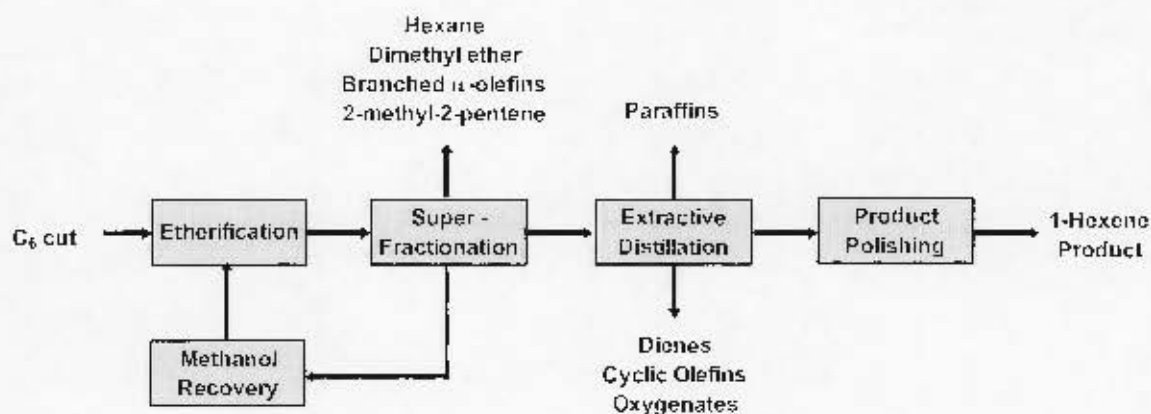 Hexane
Dimethyl ether
Branched α-olefins
2-methyl-2-pentene
Paraffins
C₆ cut
Etherification
Super -
Fractionation
Extractive
Distillation
Product
Polishing
1-Hexene
Product
Methanol
Recovery
Dienes
Cyclic Olefins
Oxygenates